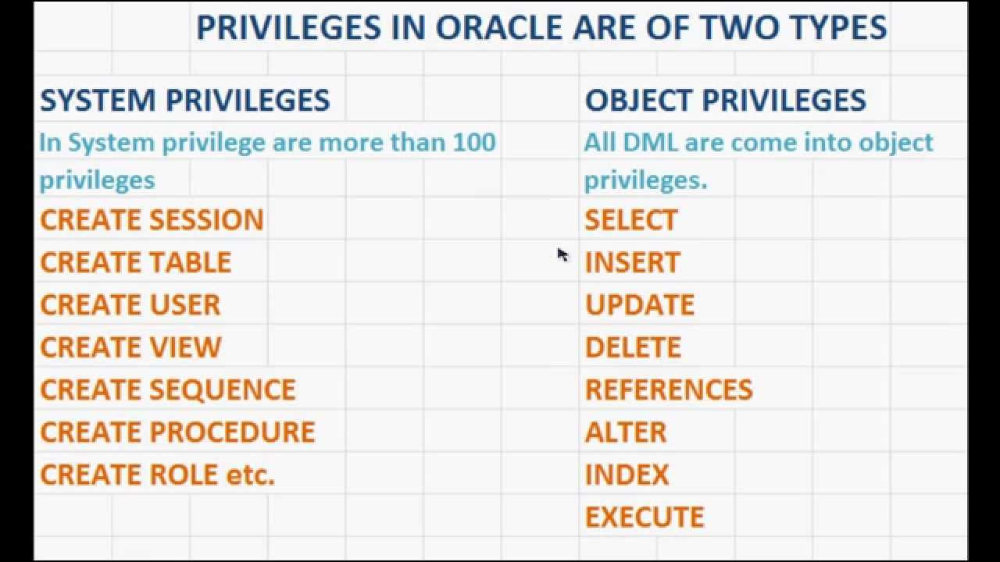 PRIVILEGES IN ORACLE ARE OF TWO TYPES
SYSTEM PRIVILEGES
In System privilege are more than 100
privileges
CREATE SESSION
CREATE TABLE
CREATE USER
CREATE VIEW
CREATE SEQUENCE
CREATE PROCEDURE
CREATE ROLE etc.
OBJECT PRIVILEGES
All DML are come into object
privileges.
SELECT
INSERT
UPDATE
DELETE
REFERENCES
ALTER
INDEX
EXECUTE